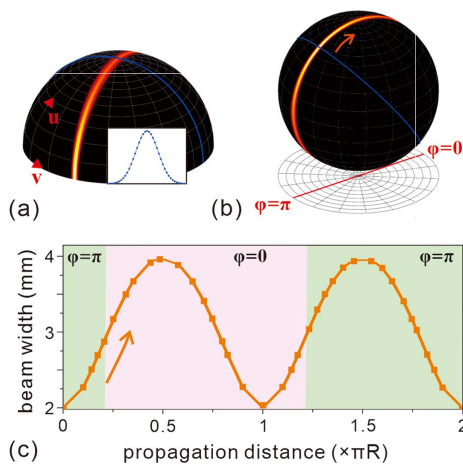 u
v
(a)
φ=0
φ=π
(b)
φ=π
φ=0
φ=π
4
3
2
beam width (mm)
0
0.5
1
1.5
2
propagation distance (×πR)
(c)